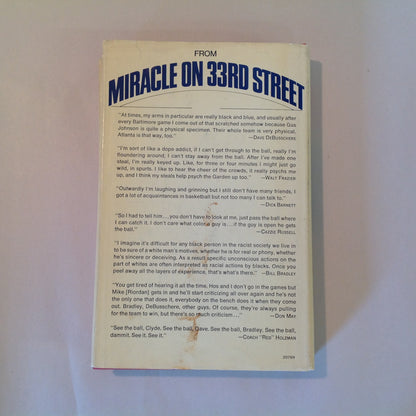 FROM
MIRACLE ON 33RD STREET
"At times, my arms in particular are really black and blue, and usually after
every Baltimore game I come out of that scratched somehow because Gus
Johnson is quite a physical specimen. Their whole team is very physical.
Atlanta is that way, too."
—DAVE DEBUSSCHERE
"I'm sort of like a dope addict, if I can't get through to the ball, really I'm
floundering around. I can't stay away from the ball. After I've made one
steal, I'm really keyed up. Like, for three or four minutes I might just go
wild, in spurts. I like to hear the cheer of the crowds, it really psychs me
up, and I think my steals help psych the Garden up too."
—WALT FRAZIER
"Outwardly I'm laughing and grinning but I still don't have many friends, I
got a lot of acquaintances in basketball but not too many I can talk to."
—DICK BARNETT
"So I had to tell him . . . you don't have to look at me, just pass the ball where
I can catch it. I don't care what color a guy is . . . if the guy is open he gets
the ball."
—CAZZIE RUSSELL
"I imagine it's difficult for any black person in the racist society we live in
to be sure of a white man's motives, whether he is for real or phony, whether
he's sincere or deceiving. As a result specific unconscious actions on the
part of whites are often interpreted as racial actions by blacks. Once you
peel away all the layers of experience, that's what's there."
—BILL BRADLEY
"You get tired of hearing it all the time. Hos and I don't go in the games but
Mike [Riordan] gets in and he'll start criticizing all over again and he's not
the only one that does it, everybody on the bench does it when they come
out. Bradley, DeBusschere, other guys. Of course, they're always pulling
for the team to win, but there's so much criticism . . ."
—DON MAY
"See the ball, Clyde. See the ball, Dave. See the ball, Bradley. See the ball,
dammit. See it. See it."
—COACH "RED" HOLZMAN